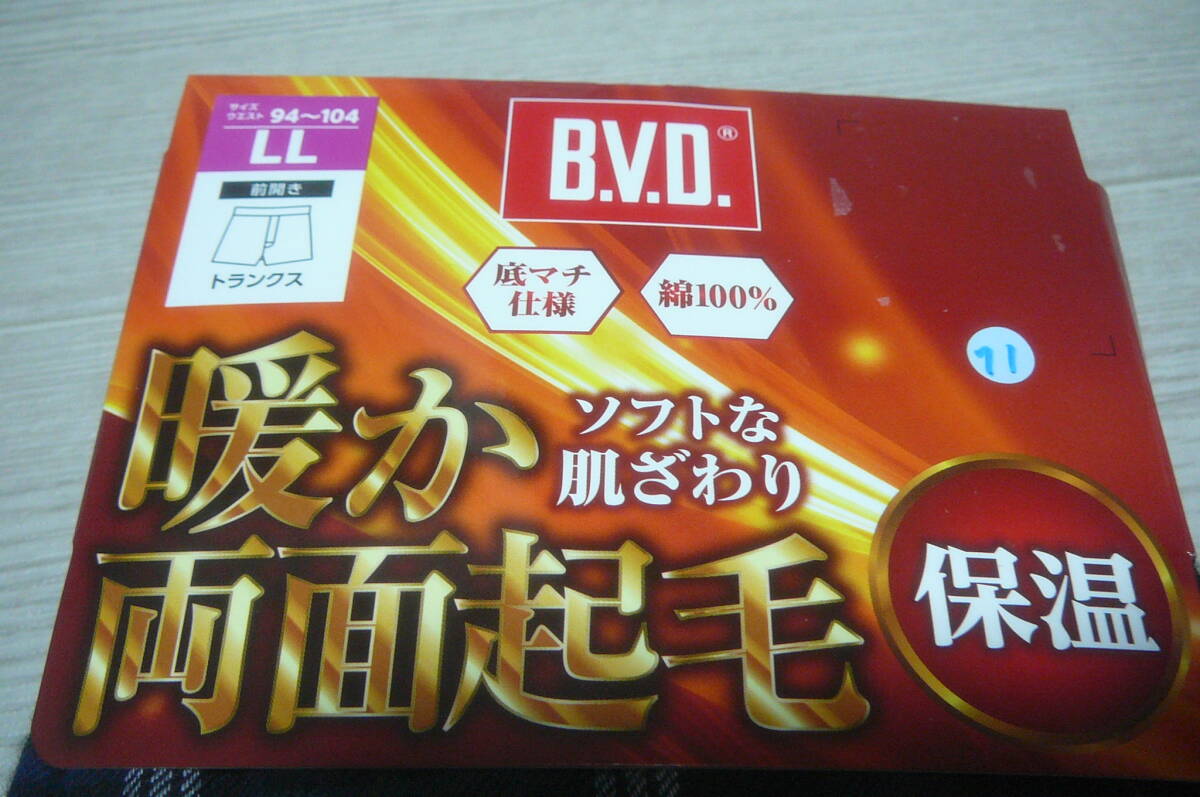 サイズ
ウエスト 94～104
LL
前開き
トランクス
B.V.D.®
底マチ
仕様
綿100%
暖か
ソフトな
肌ざわり
両面起毛
保温